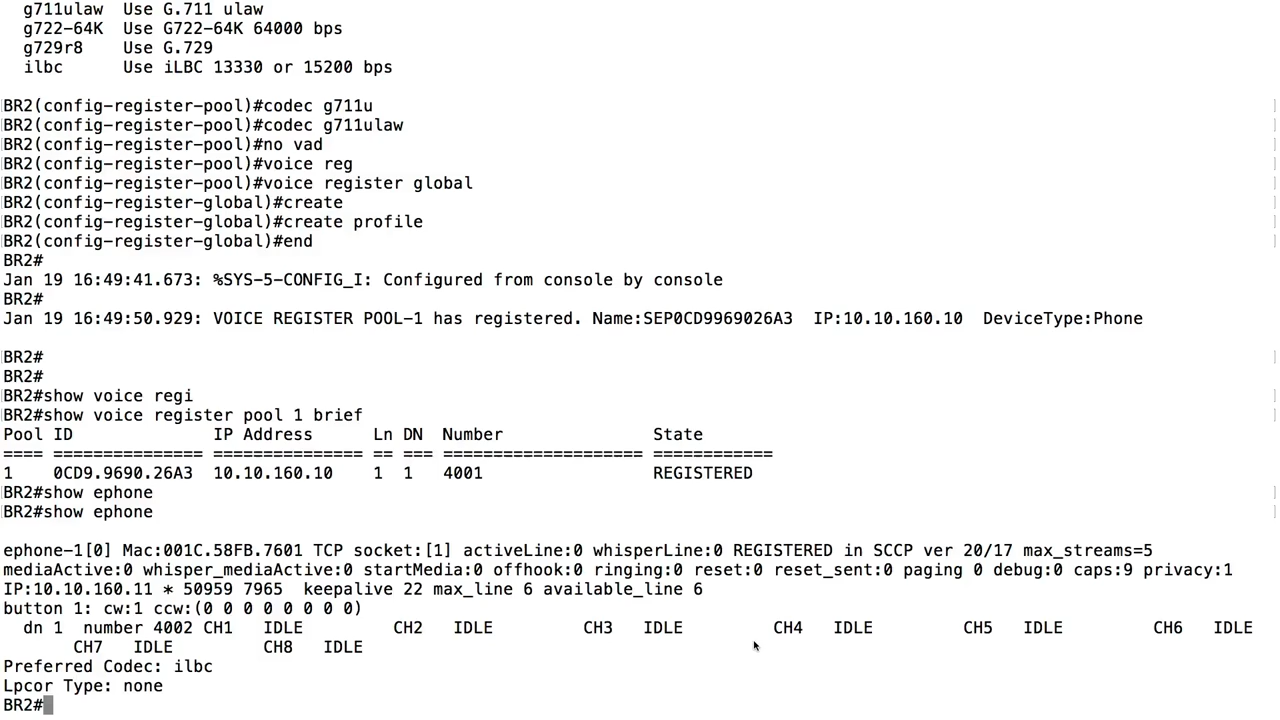 g711ulaw  Use G.711 ulaw
g722-64K  Use G722-64K 64000 bps
g729r8    Use G.729
ilbc      Use iLBC 13330 or 15200 bps
BR2(config-register-pool)#codec g711u
BR2(config-register-pool)#codec g711ulaw
BR2(config-register-pool)#no vad
BR2(config-register-pool)#voice reg
BR2(config-register-pool)#voice register global
BR2(config-register-global)#create
BR2(config-register-global)#create profile
BR2(config-register-global)#end
BR2#
Jan 19 16:49:41.673: %SYS-5-CONFIG_I: Configured from console by console
BR2#
Jan 19 16:49:50.929: VOICE REGISTER POOL-1 has registered. Name:SEP0CD9969026A3  IP:10.10.160.10  DeviceType:Phone
BR2#
BR2#
BR2#show voice regi
BR2#show voice register pool 1 brief
Pool ID              IP Address      Ln DN  Number               State
==== =============== =============== == === ==================== ============
1    0CD9.9690.26A3  10.10.160.10    1  1   4001                 REGISTERED
BR2#show ephone
BR2#show ephone
ephone-1[0] Mac:001C.58FB.7601 TCP socket:[1] activeLine:0 whisperLine:0 REGISTERED in SCCP ver 20/17 max_streams=5
mediaActive:0 whisper_mediaActive:0 startMedia:0 offhook:0 ringing:0 reset:0 reset_sent:0 paging 0 debug:0 caps:9 privacy:1
IP:10.10.160.11 * 50959 7965  keepalive 22 max_line 6 available_line 6
button 1: cw:1 ccw:(0 0 0 0 0 0 0 0)
dn 1  number 4002 CH1   IDLE         CH2   IDLE         CH3   IDLE         CH4   IDLE         CH5   IDLE         CH6   IDLE
CH7   IDLE         CH8   IDLE
Preferred Codec: ilbc
Lpcor Type: none
BR2#